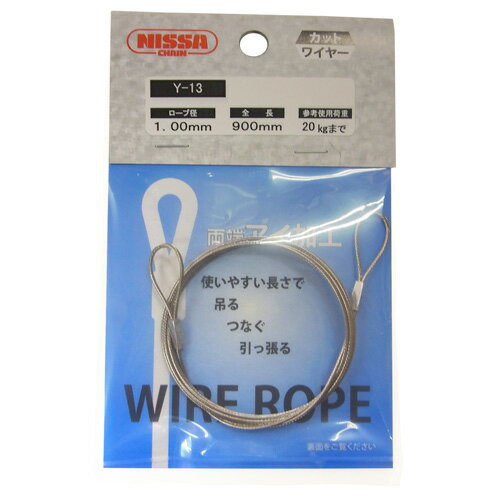 NISSA
CHAIN
カット
ワイヤー
Y-13
ロープ径 全長 参考使用荷重
1.00mm 900mm 20kgまで
両端アイ加工
使いやすい長さで
吊る
つなぐ
引っ張る
WIRE ROPE
裏面をご覧ください